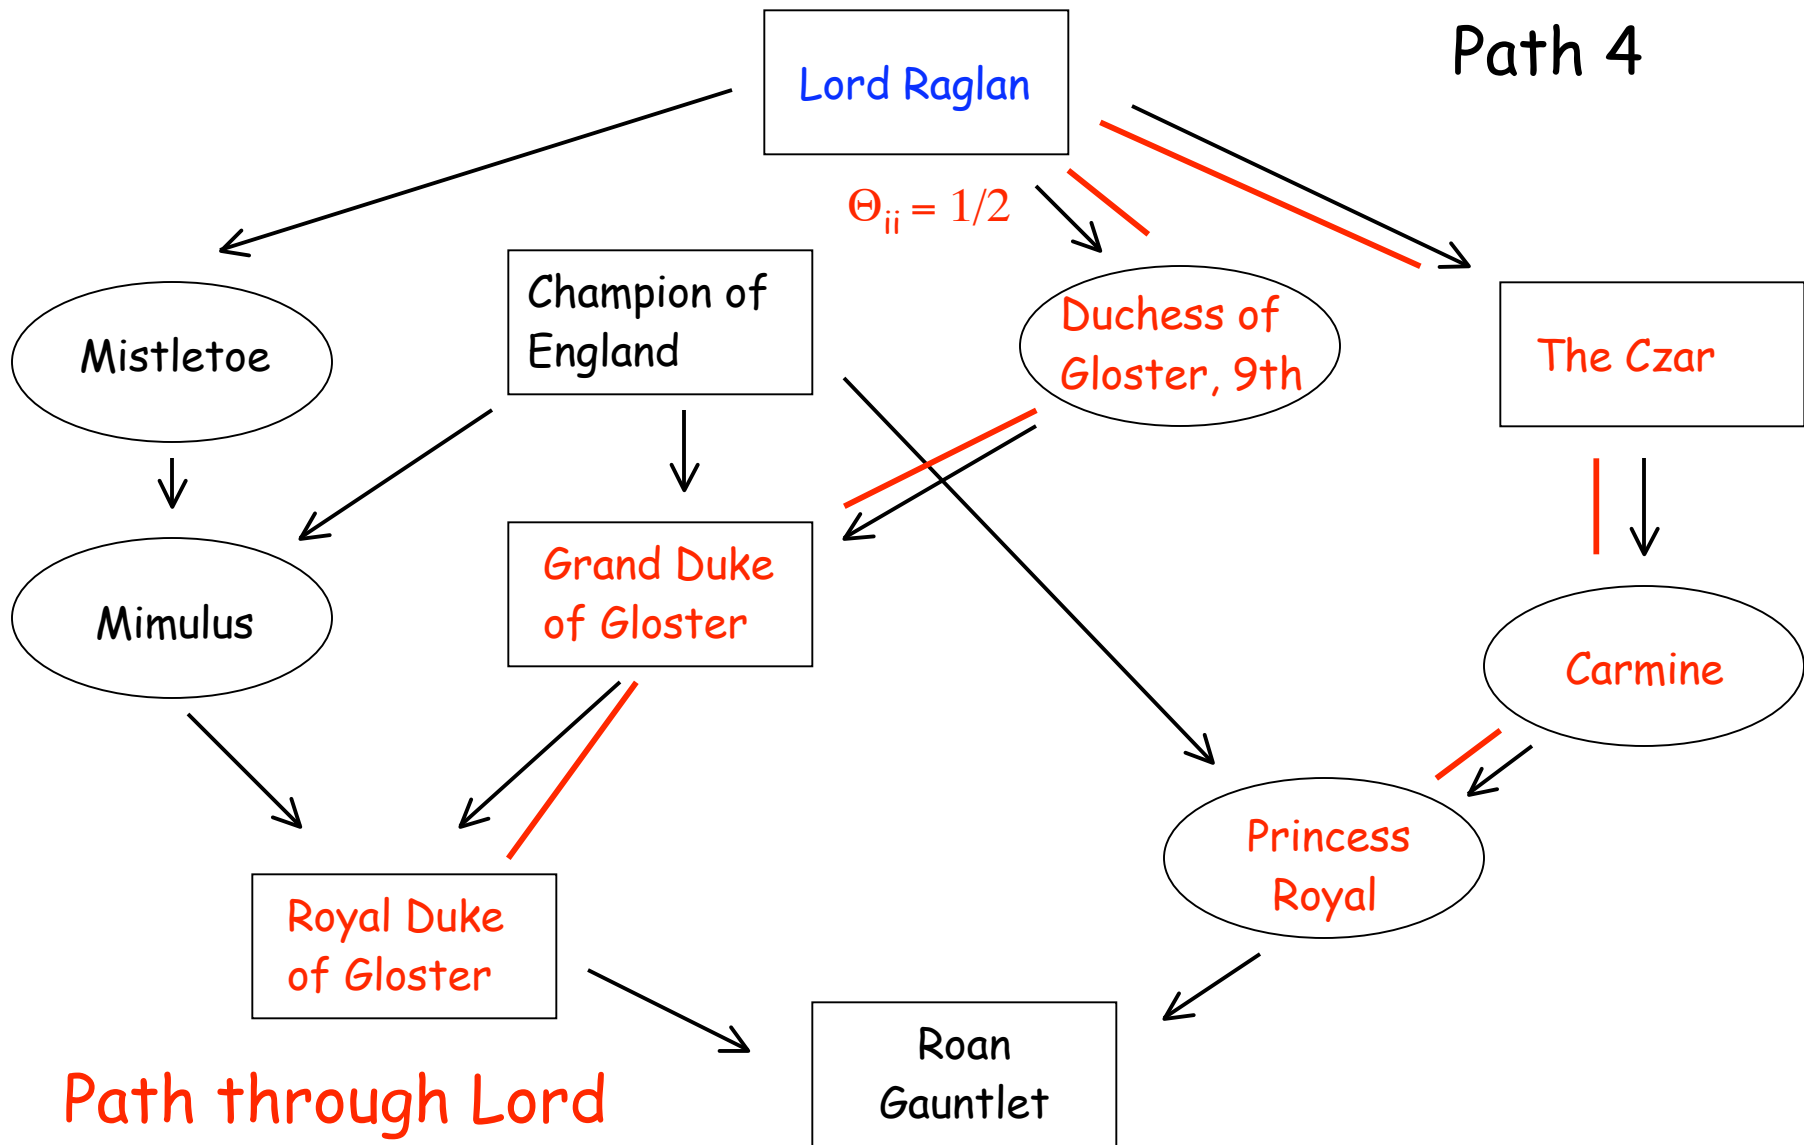 Path 4
Lord Raglan
Θii = 1/2
Champion of
England
Duchess of
Gloster, 9th
Mistletoe
The Czar
Grand Duke
of Gloster
Mimulus
Carmine
Princess
Royal
Royal Duke
of Gloster
Roan
Gauntlet
Path through Lord